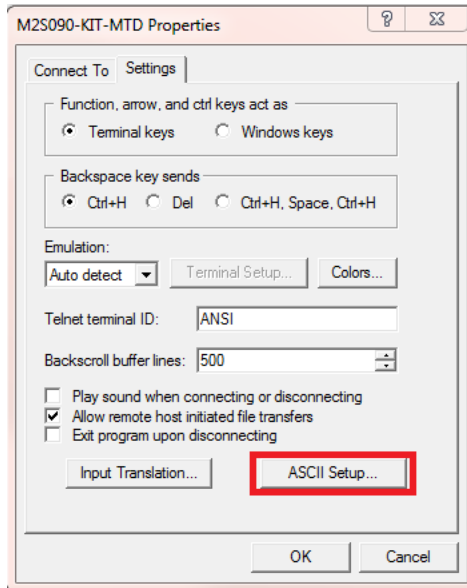 M2S090-KIT-MTD Properties
Connect To Settings
Function, arrow, and ctrl keys act as
Terminal keys Windows keys
Backspace key sends
Ctrl+H Del Ctrl+H, Space, Ctrl+H
Emulation:
Auto detect Terminal Setup... Colors...
Telnet terminal ID: ANSI
Backscroll buffer lines: 500
Play sound when connecting or disconnecting
Allow remote host initiated file transfers
Exit program upon disconnecting
Input Translation... ASCII Setup...
OK Cancel